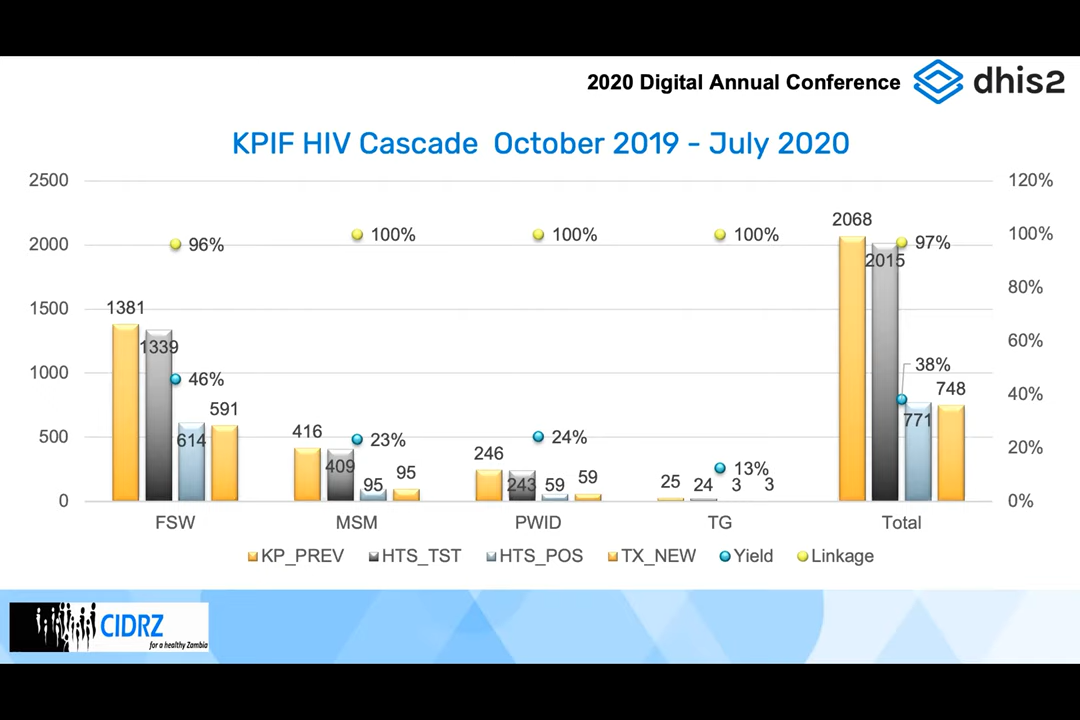 2020 Digital Annual Conference dhis2
KPIF HIV Cascade October 2019 - July 2020
2500 120%
2068
2000 96% 100% 100% 100% 97% 100%
2015
80%
1500 1381
1339 60%
1000 46% 38% 40%
591 748
614 771
500 416 23% 246 24% 20%
409 95 95 243 59 59 25 24 13% 3 3
0 0%
FSW MSM PWID TG Total
KP_PREV HTS_TST HTS_POS TX_NEW Yield Linkage
CIDRZ
for a healthy Zambia